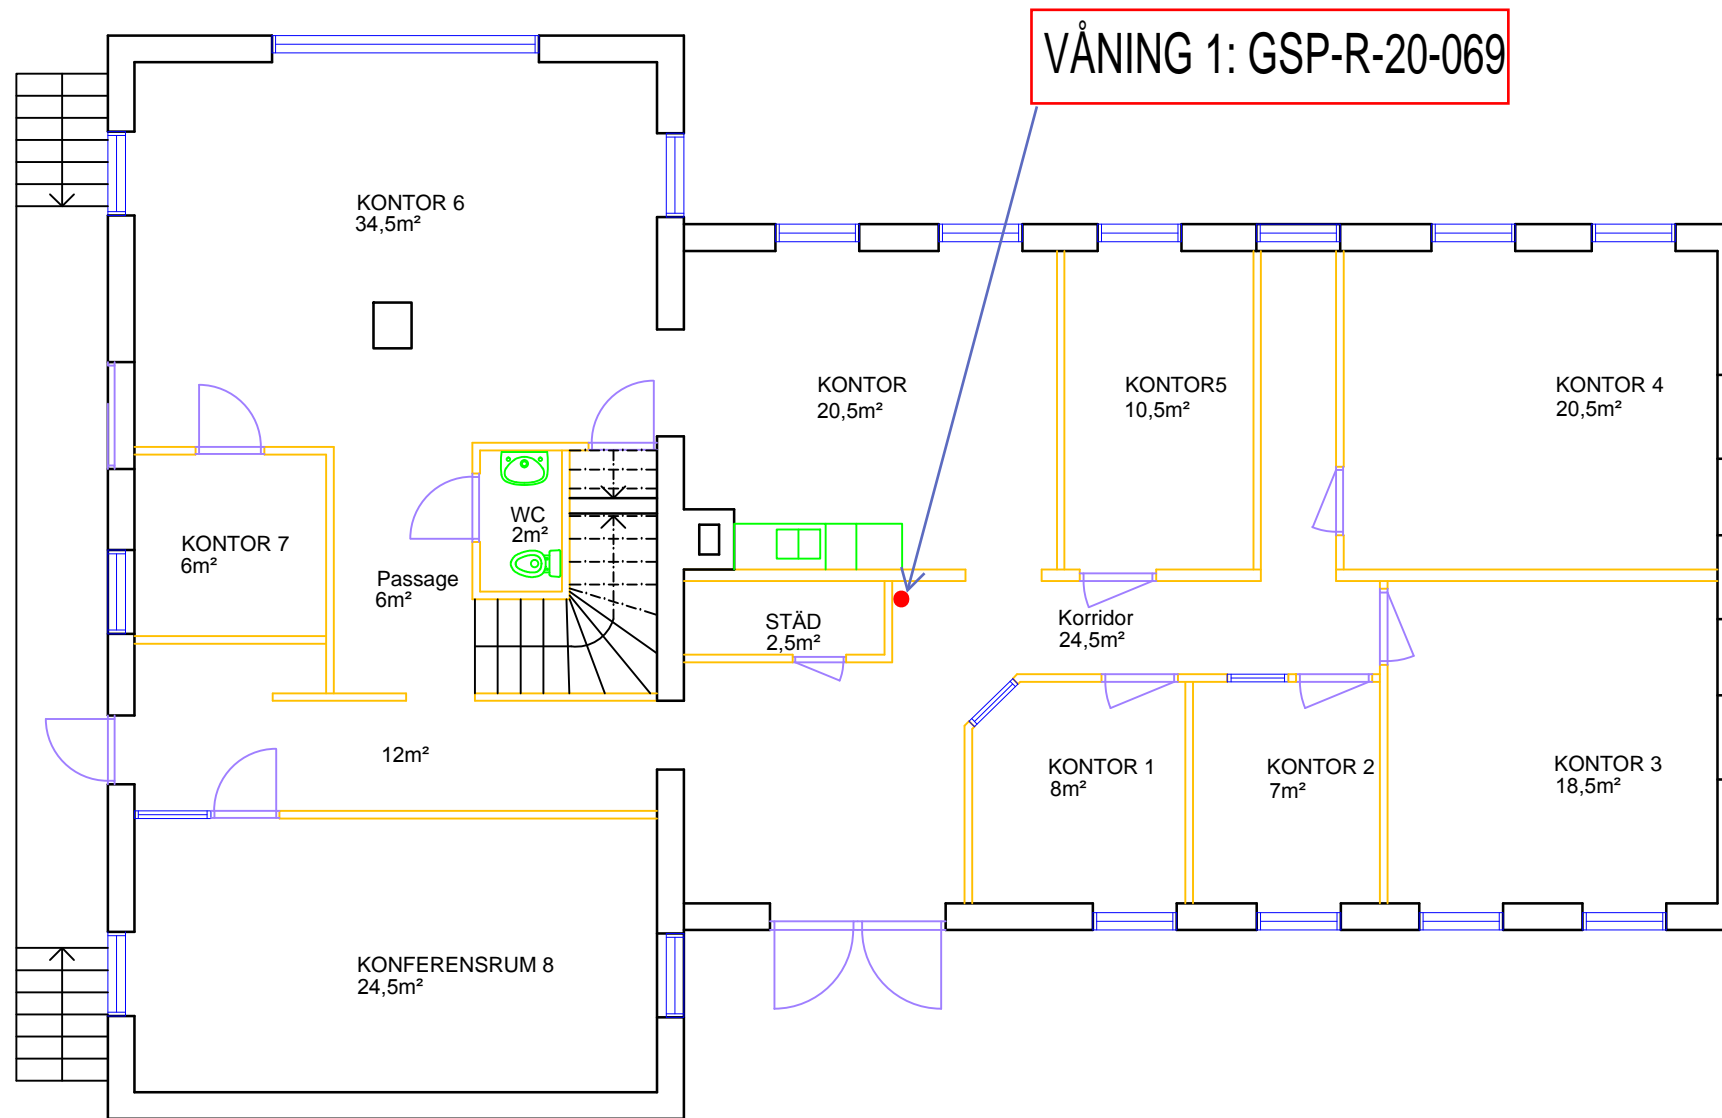 VÅNING 1: GSP-R-20-069
KONTOR 6
34,5m²
KONTOR
20,5m²
KONTOR5
10,5m²
KONTOR 4
20,5m²
KONTOR 7
6m²
WC
2m²
Passage
6m²
STÄD
2,5m²
Korridor
24,5m²
12m²
KONTOR 1
8m²
KONTOR 2
7m²
KONTOR 3
18,5m²
KONFERENSRUM 8
24,5m²